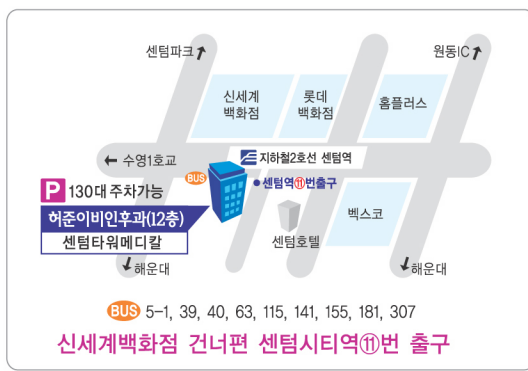 센텀파크
원동IC
신세계
백화점
롯데
백화점
홈플러스
수영1호교
지하철2호선 센텀역
BUS
센텀역⑪번출구
P 130대 주차가능
허준이비인후과(12층)
센텀타워메디칼
센텀호텔
벡스코
해운대
해운대
BUS 5-1, 39, 40, 63, 115, 141, 155, 181, 307
신세계백화점 건너편 센텀시티역⑪번 출구